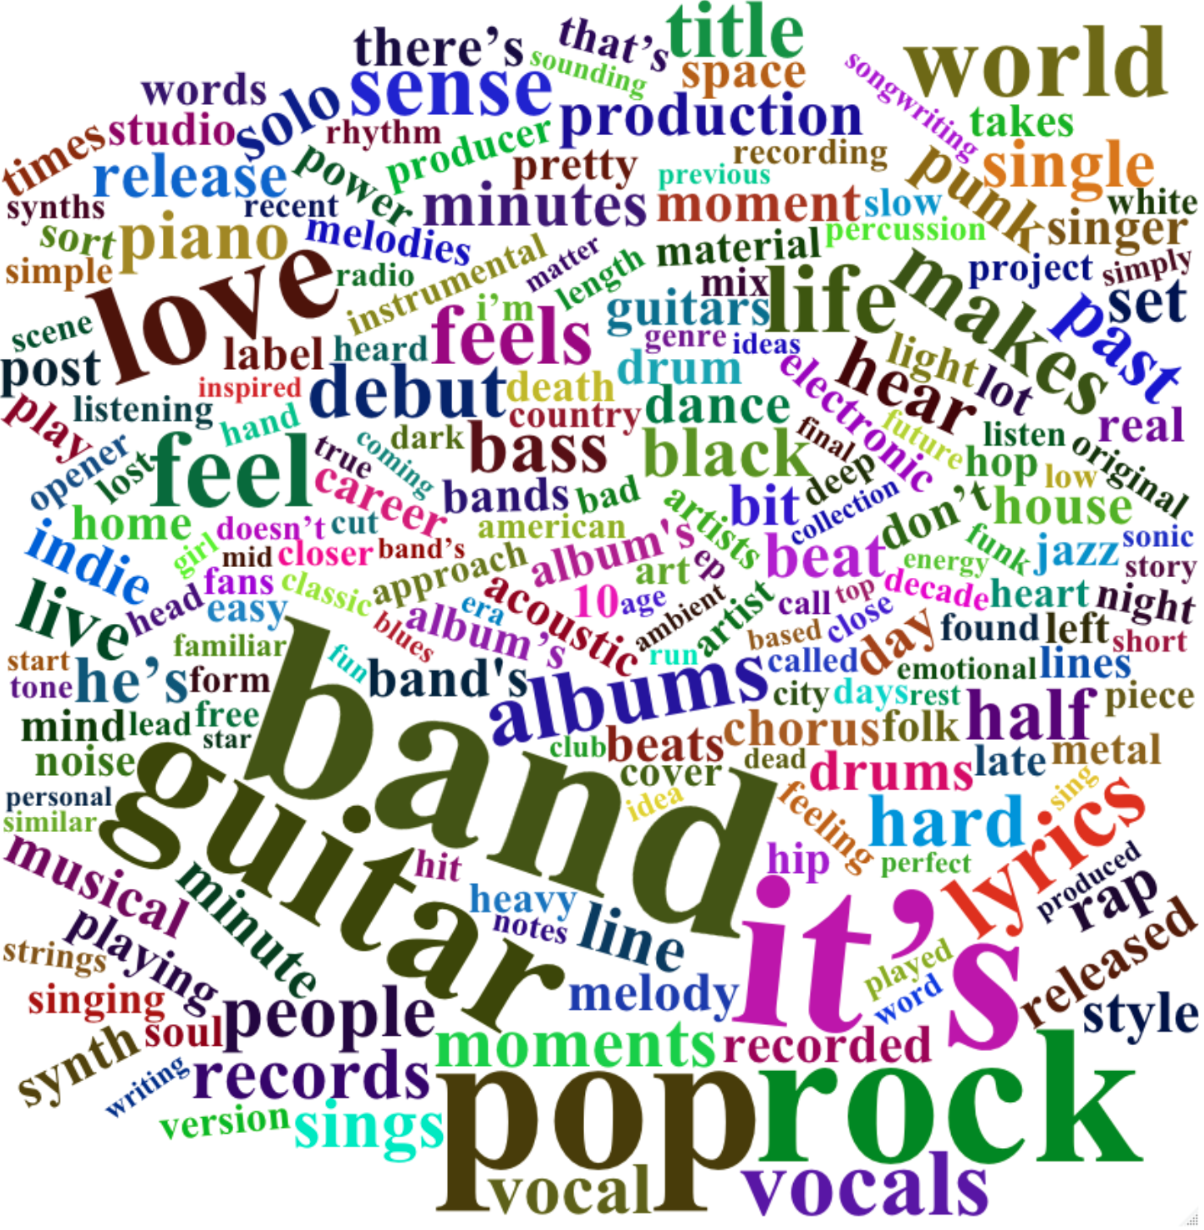 there’s
that’s
title
world
sounding
space
songwriting
words
sense
solo
production
takes
times
studio
rhythm
producer
pretty
recording
punk
single
release
power
previous
synths
recent
minutes
moment
slow
white
sort
piano
melodies
instrumental
matter
material
percussion
singer
simple
love
radio
length
mix
life
makes
project
simply
scene
i’m
guitars
past
set
post
label
heard
feels
genre
ideas
electronic
hear
light
lot
inspired
debut
death
drum
play
listening
hand
country
dance
future
real
opener
lost
feel
true
coming
dark
bass
black
final
deep
listen
original
career
bands
bad
artists
bit
collection
don’t
hop
low
house
home
doesn’t
cut
american
indie
girl
mid
closer
band’s
approach
album's
ep
beat
funk
jazz
sonic
energy
story
live
head
fans
easy
classic
era
acoustic
art
10
age
ambient
artist
call
top
close
decade
heart
night
familiar
blues
album’s
run
based
day
found
left
short
start
tone
he’s
form
fun
band's
albums
called
emotional
lines
city
days
rest
piece
mind
lead
free
star
band
club
beats
chorus
folk
half
noise
guitar
cover
dead
drums
late
metal
personal
similar
idea
feeling
hard
sing
lyrics
musical
minute
hit
hip
perfect
produced
playing
heavy
notes
line
it’s
rap
strings
played
word
released
singing
soul
people
melody
style
synth
moments
recorded
writing
records
pop
rock
version
sings
vocal
vocals